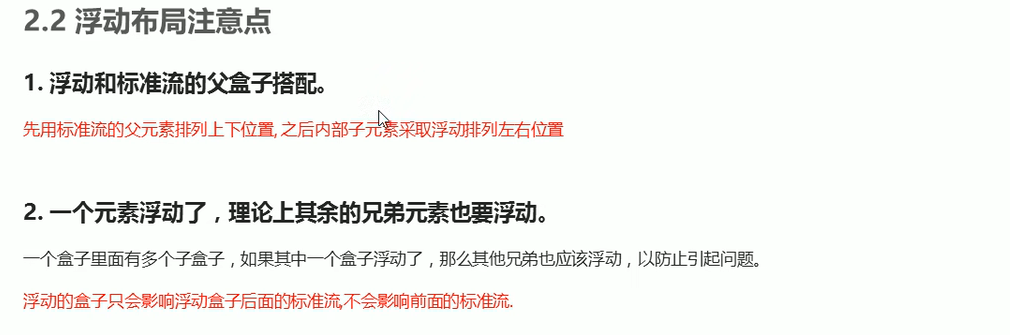 2.2 浮动布局注意点
1. 浮动和标准流的父盒子搭配。
先用标准流的父元素排列上下位置, 之后内部子元素采取浮动排列左右位置
2. 一个元素浮动了，理论上其余的兄弟元素也要浮动。
一个盒子里面有多个子盒子，如果其中一个盒子浮动了，那么其他兄弟也应该浮动，以防止引起问题。
浮动的盒子只会影响浮动盒子后面的标准流,不会影响前面的标准流.